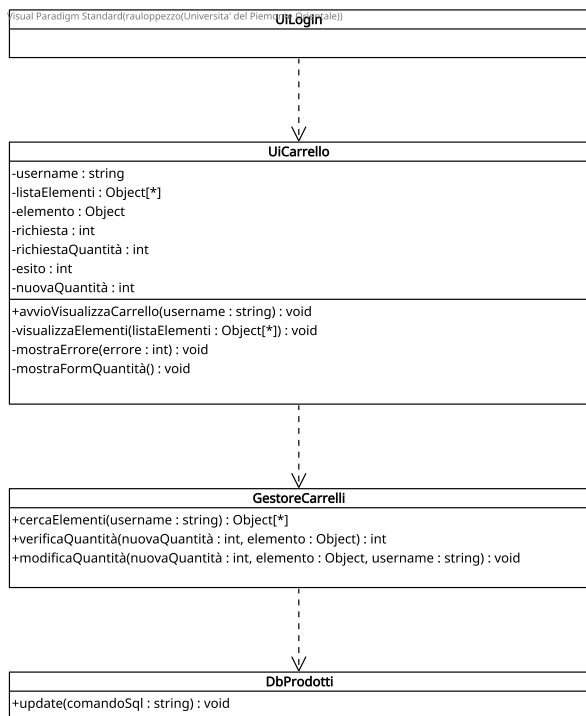 Visual Paradigm Standard(rauloppezzo(Universita' del Piemonte Orientale))
UiLogin
UiCarrello
-username : string
-listaElementi : Object[*]
-elemento : Object
-richiesta : int
-richiestaQuantità : int
-esito : int
-nuovaQuantità : int
+avvioVisualizzaCarrello(username : string) : void
-visualizzaElementi(listaElementi : Object[*]) : void
-mostraErrore(errore : int) : void
-mostraFormQuantità() : void
GestoreCarrelli
+cercaElementi(username : string) : Object[*]
+verificaQuantità(nuovaQuantità : int, elemento : Object) : int
+modificaQuantità(nuovaQuantità : int, elemento : Object, username : string) : void
DbProdotti
+update(comandoSql : string) : void